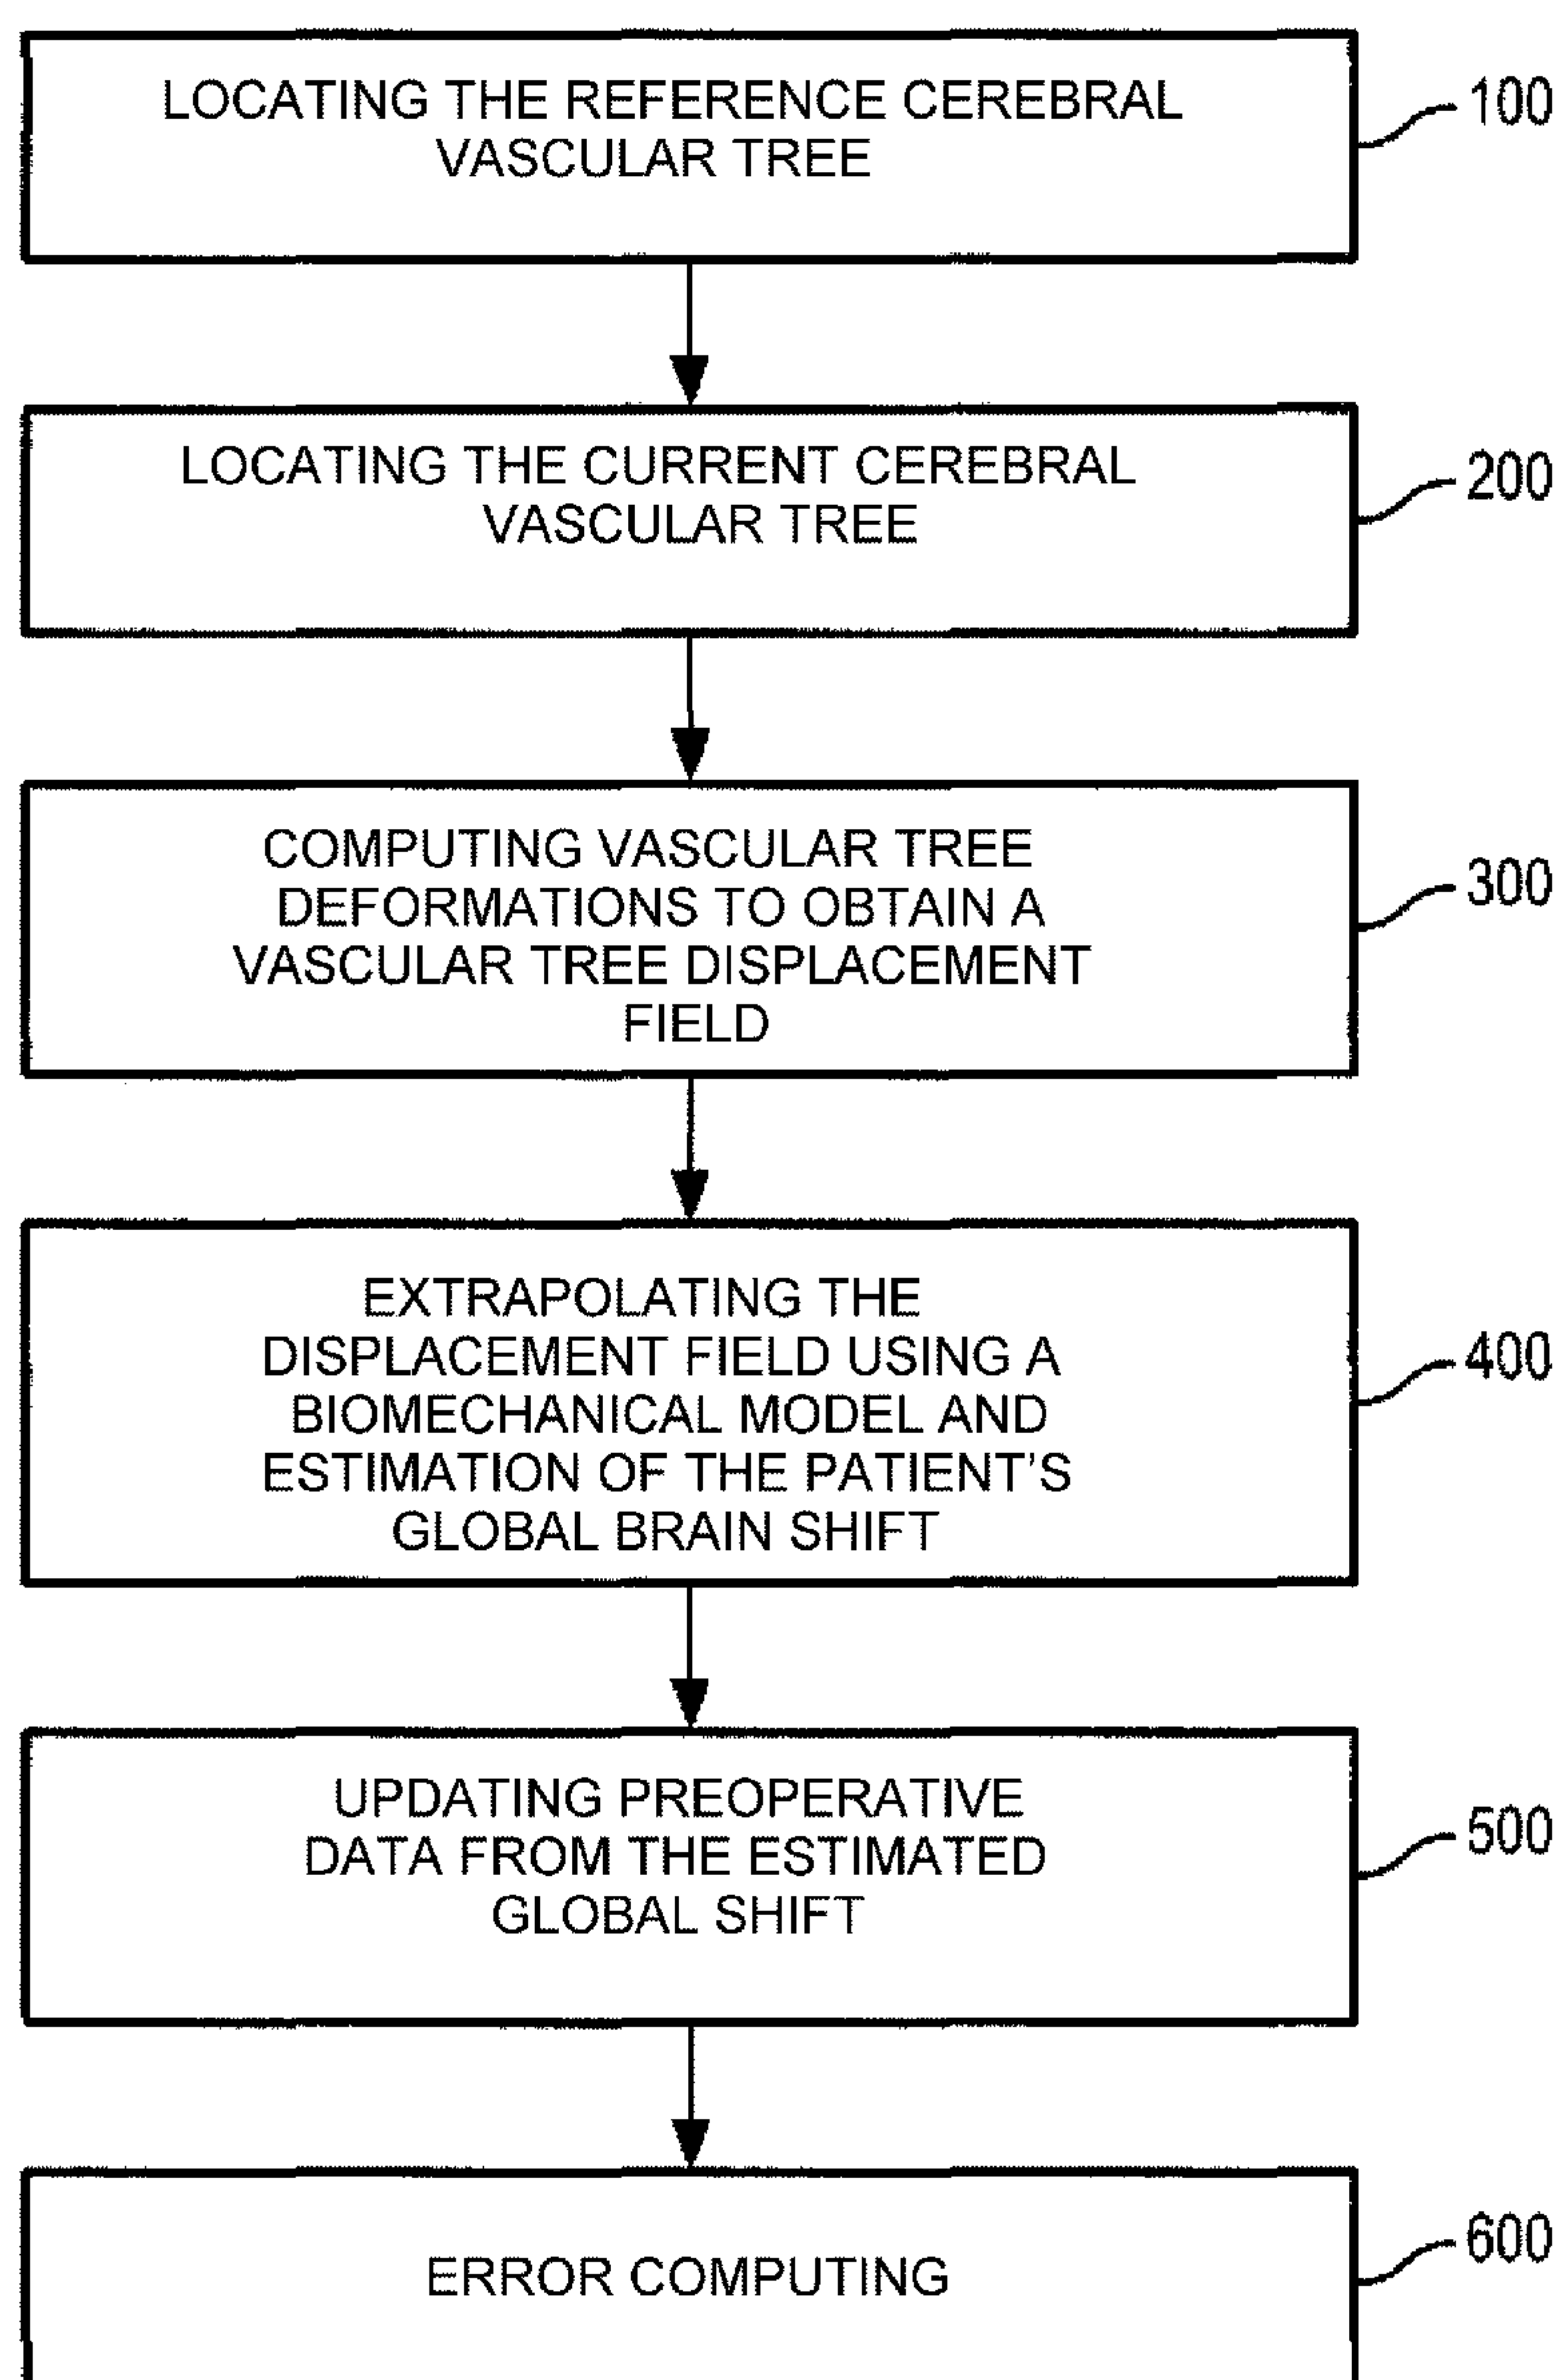 LOCATING THE REFERENCE CEREBRAL
VASCULAR TREE
100
LOCATING THE CURRENT CEREBRAL
VASCULAR TREE
200
COMPUTING VASCULAR TREE
DEFORMATIONS TO OBTAIN A
VASCULAR TREE DISPLACEMENT
FIELD
300
EXTRAPOLATING THE
DISPLACEMENT FIELD USING A
BIOMECHANICAL MODEL AND
ESTIMATION OF THE PATIENT'S
GLOBAL BRAIN SHIFT
400
UPDATING PREOPERATIVE
DATA FROM THE ESTIMATED
GLOBAL SHIFT
500
ERROR COMPUTING
600